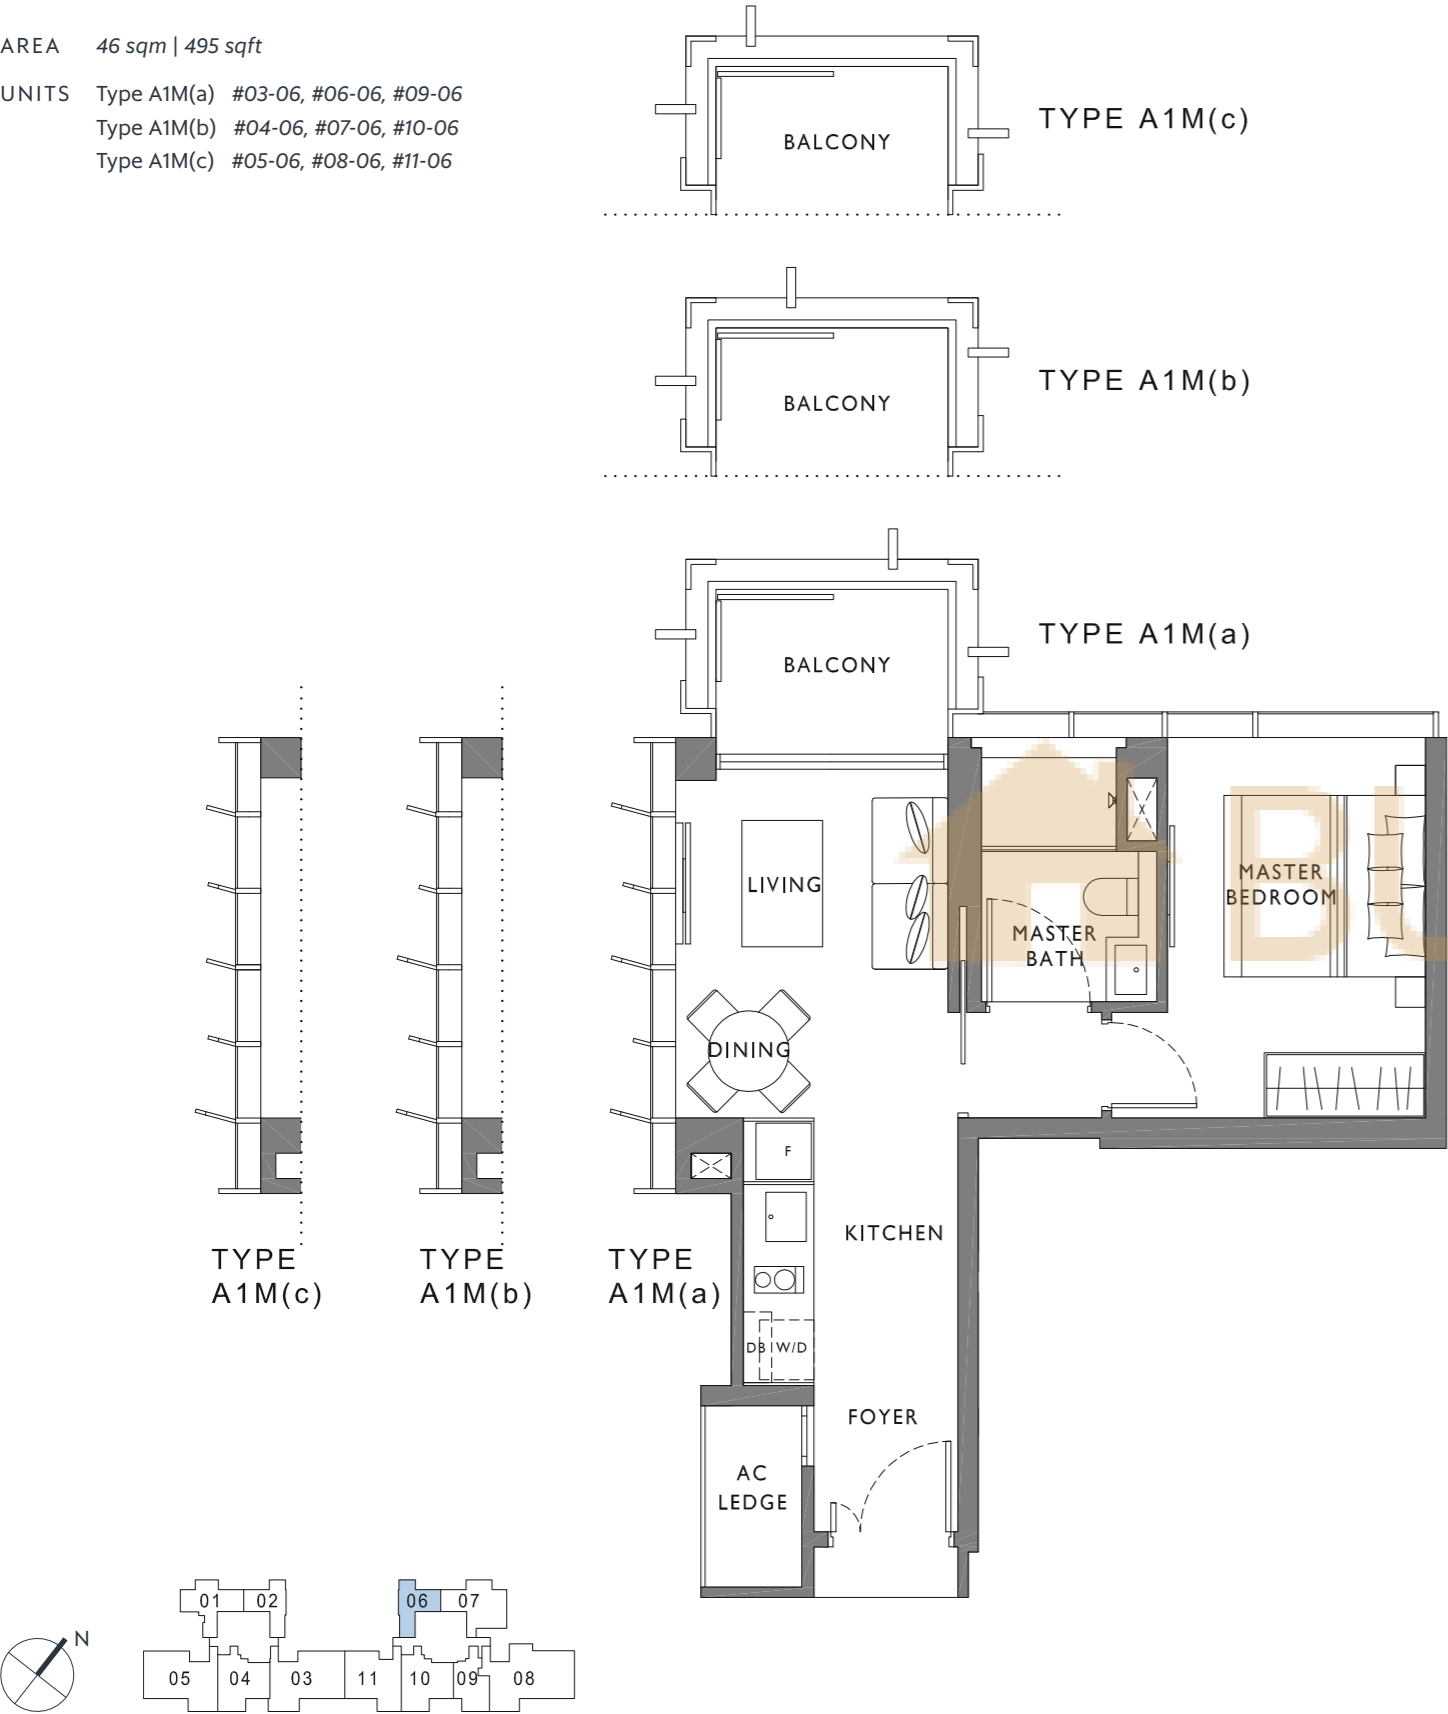 AREA 46 sqm | 495 sqft
UNITS Type A1M(a) #03-06, #06-06, #09-06
Type A1M(b) #04-06, #07-06, #10-06
Type A1M(c) #05-06, #08-06, #11-06
BALCONY
TYPE A1M(c)
BALCONY
TYPE A1M(b)
BALCONY
TYPE A1M(a)
LIVING
MASTER
BEDROOM
MASTER
BATH
DINING
F
KITCHEN
TYPE
A1M(c)
TYPE
A1M(b)
TYPE
A1M(a)
DB W/D
FOYER
AC
LEDGE
01 02 06 07
N
05 04 03 11 10 09 08